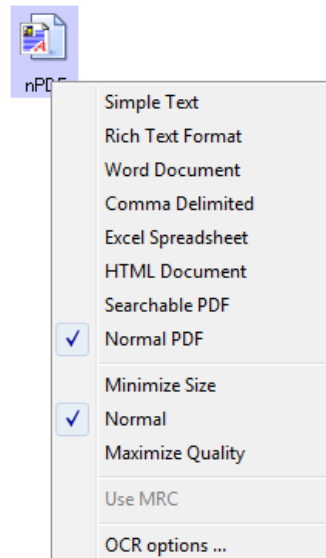 nPDF
Simple Text
Rich Text Format
Word Document
Comma Delimited
Excel Spreadsheet
HTML Document
Searchable PDF
Normal PDF
Minimize Size
Normal
Maximize Quality
Use MRC
OCR options ...